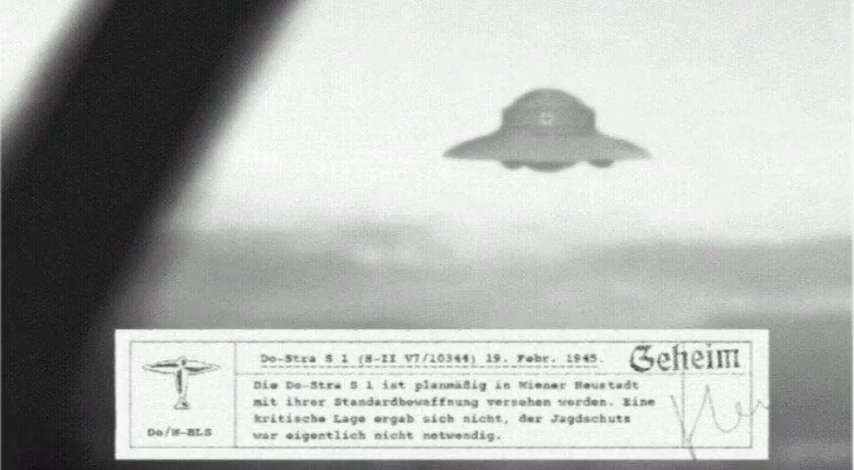 Do-Stra S 1 (H-II V7/10344) 19. Febr. 1945.
Geheim
Die Do-Stra S 1 ist planmäßig in Wiener Neustadt
mit ihrer Standardbewaffnung versehen worden. Eine
kritische Lage ergab sich nicht, der Jagdschutz
war eigentlich nicht notwendig.
Do/H-BLS